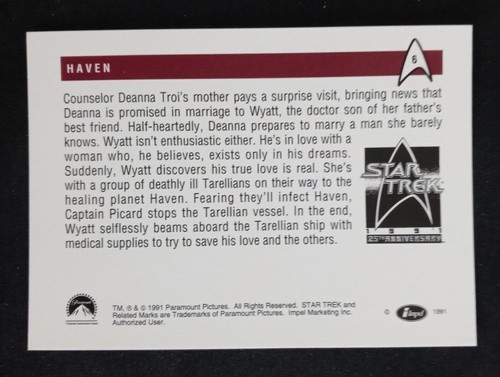 HAVEN
6
Counselor Deanna Troi's mother pays a surprise visit, bringing news that
Deanna is promised in marriage to Wyatt, the doctor son of her father's
best friend. Half-heartedly, Deanna prepares to marry a man she barely
knows. Wyatt isn't enthusiastic either. He's in love with a
woman who, he believes, exists only in his dreams.
Suddenly, Wyatt discovers his true love is real. She's
with a group of deathly ill Tarellians on their way to the
healing planet Haven. Fearing they'll infect Haven,
Captain Picard stops the Tarellian vessel. In the end,
Wyatt selflessly beams aboard the Tarellian ship with
medical supplies to try to save his love and the others.
STAR
TREK
1991
25TH ANNIVERSARY
Paramount
TM, ® & © 1991 Paramount Pictures. All Rights Reserved. STAR TREK and
Related Marks are Trademarks of Paramount Pictures. Impel Marketing Inc.
Authorized User.
© impel 1991